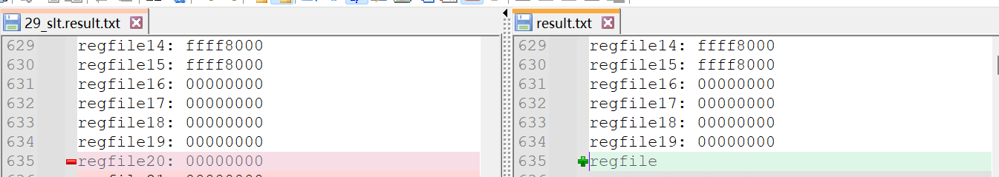 29_slt.result.txt
629 regfile14: ffff8000
630 regfile15: ffff8000
631 regfile16: 00000000
632 regfile17: 00000000
633 regfile18: 00000000
634 regfile19: 00000000
635 regfile20: 00000000
result.txt
629 regfile14: ffff8000
630 regfile15: ffff8000
631 regfile16: 00000000
632 regfile17: 00000000
633 regfile18: 00000000
634 regfile19: 00000000
635 regfile